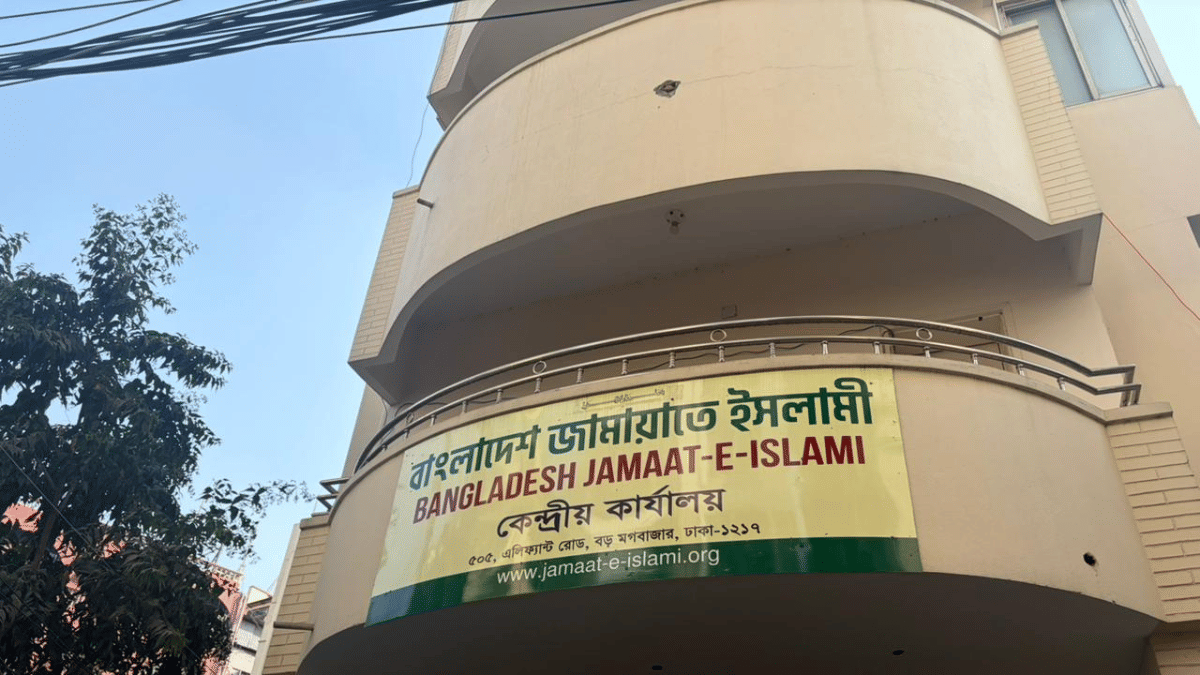 বাংলাদেশ জামায়াতে ইসলামী
BANGLADESH JAMAAT-E-ISLAMI
কেন্দ্রীয় কার্যালয়
৫০৫, এলিফ্যান্ট রোড, বড় মগবাজার, ঢাকা-১২১৭
www.jamaat-e-islami.org